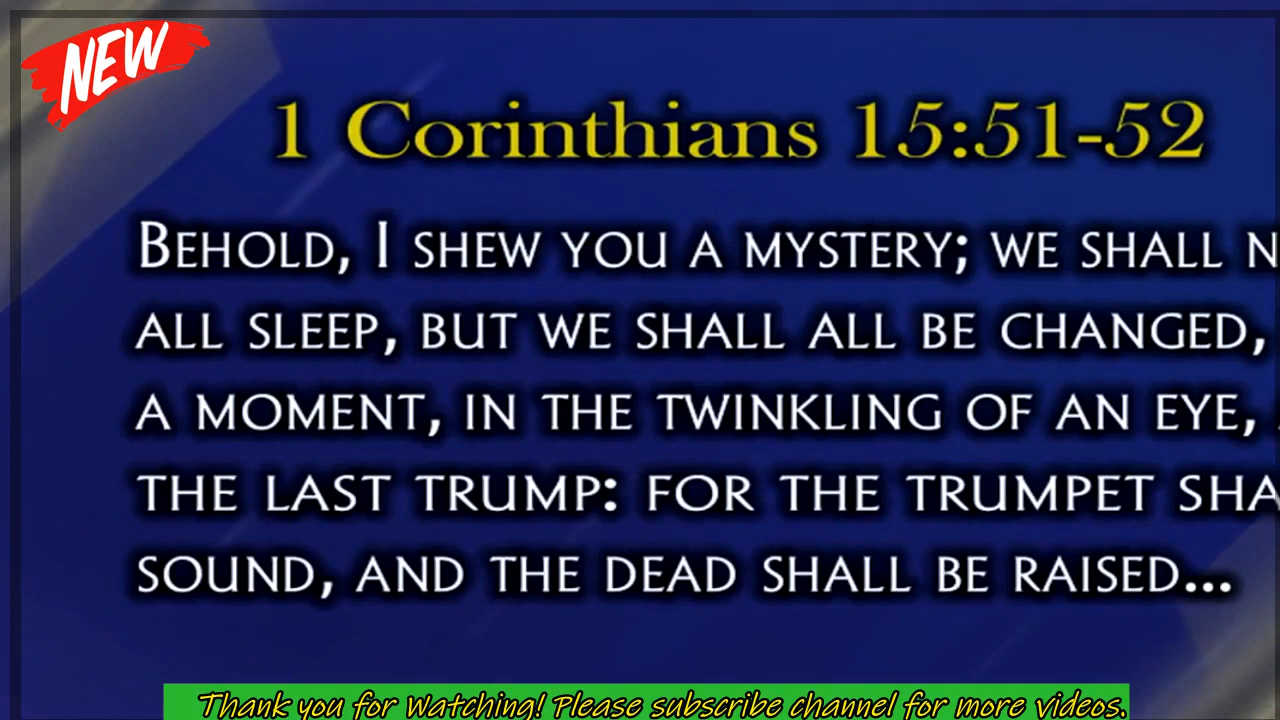 NEW
1 Corinthians 15:51-52
BEHOLD, I SHEW YOU A MYSTERY; WE SHALL N
ALL SLEEP, BUT WE SHALL ALL BE CHANGED,
A MOMENT, IN THE TWINKLING OF AN EYE,
THE LAST TRUMP: FOR THE TRUMPET SHA
SOUND, AND THE DEAD SHALL BE RAISED...
Thank you for Watching! Please subscribe channel for more videos.